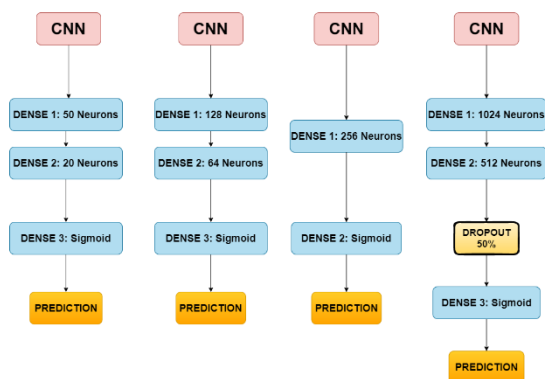 CNN
DENSE 1: 50 Neurons
DENSE 2: 20 Neurons
DENSE 3: Sigmoid
PREDICTION
CNN
DENSE 1: 128 Neurons
DENSE 2: 64 Neurons
DENSE 3: Sigmoid
PREDICTION
CNN
DENSE 1: 256 Neurons
DENSE 2: Sigmoid
PREDICTION
CNN
DENSE 1: 1024 Neurons
DENSE 2: 512 Neurons
DROPOUT
50%
DENSE 3: Sigmoid
PREDICTION